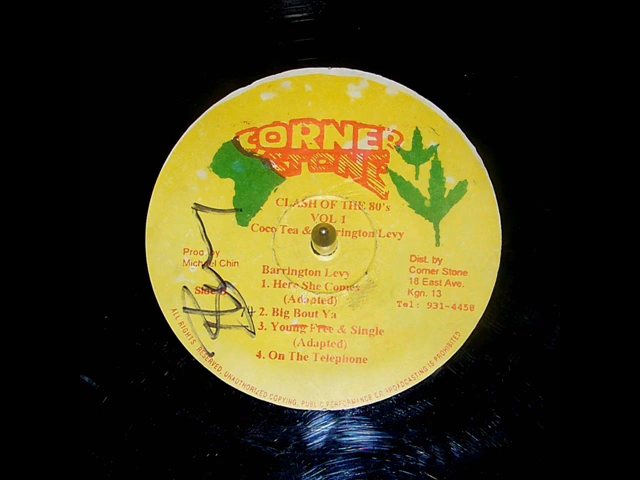 CORNER
STONE
CLASH OF THE 80's
VOL 1
Coco Tea & Barrington Levy
Prod. by
Michael Chin
Side
Barrington Levy
1. Here She Comes
(Adapted)
2. Big Bout Ya
3. Young Free & Single
(Adapted)
4. On The Telephone
Dist. by
Corner Stone
18 East Ave.
Kgn. 13
Tel: 931-4458
ALL RIGHTS RESERVED, UNAUTHORIZED COPYING, PUBLIC PERFORMANCE OR BROADCASTING IS PROHIBITED